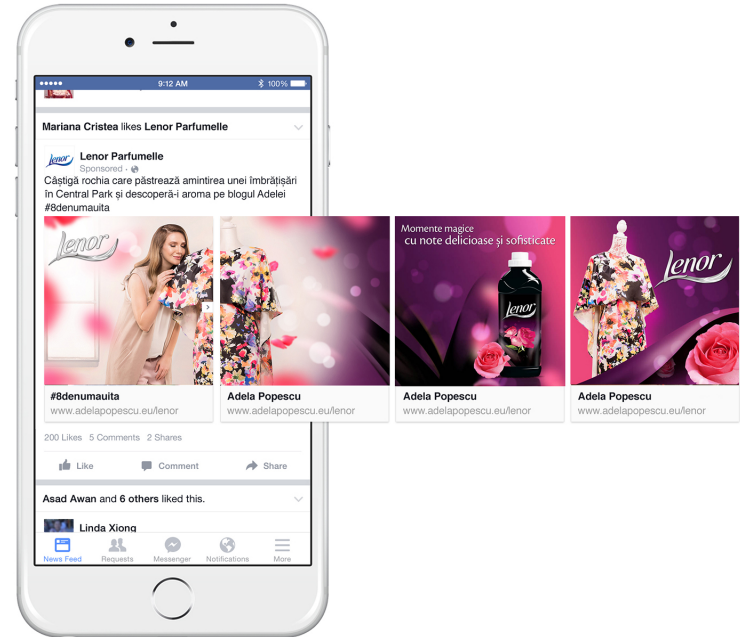 9:12 AM
100%
Mariana Cristea likes Lenor Parfumelle
Lenor
Lenor Parfumelle
Sponsored
Câștigă rochia care păstrează amintirea unei îmbrățișări
în Central Park și descoperă-i aroma pe blogul Adelei
#8denumauita
Lenor
Momente magice
cu note delicioase și sofisticate
Lenor
Lenor
#8denumauita
www.adelapopescu.eu/lenor
Adela Popescu
www.adelapopescu.eu/lenor
Adela Popescu
www.adelapopescu.eu/lenor
Adela Popescu
www.adelapopescu.eu/lenor
200 Likes 5 Comments 2 Shares
Like Comment Share
Asad Awan and 6 others liked this.
Linda Xiong
News Feed Requests Messenger Notifications More